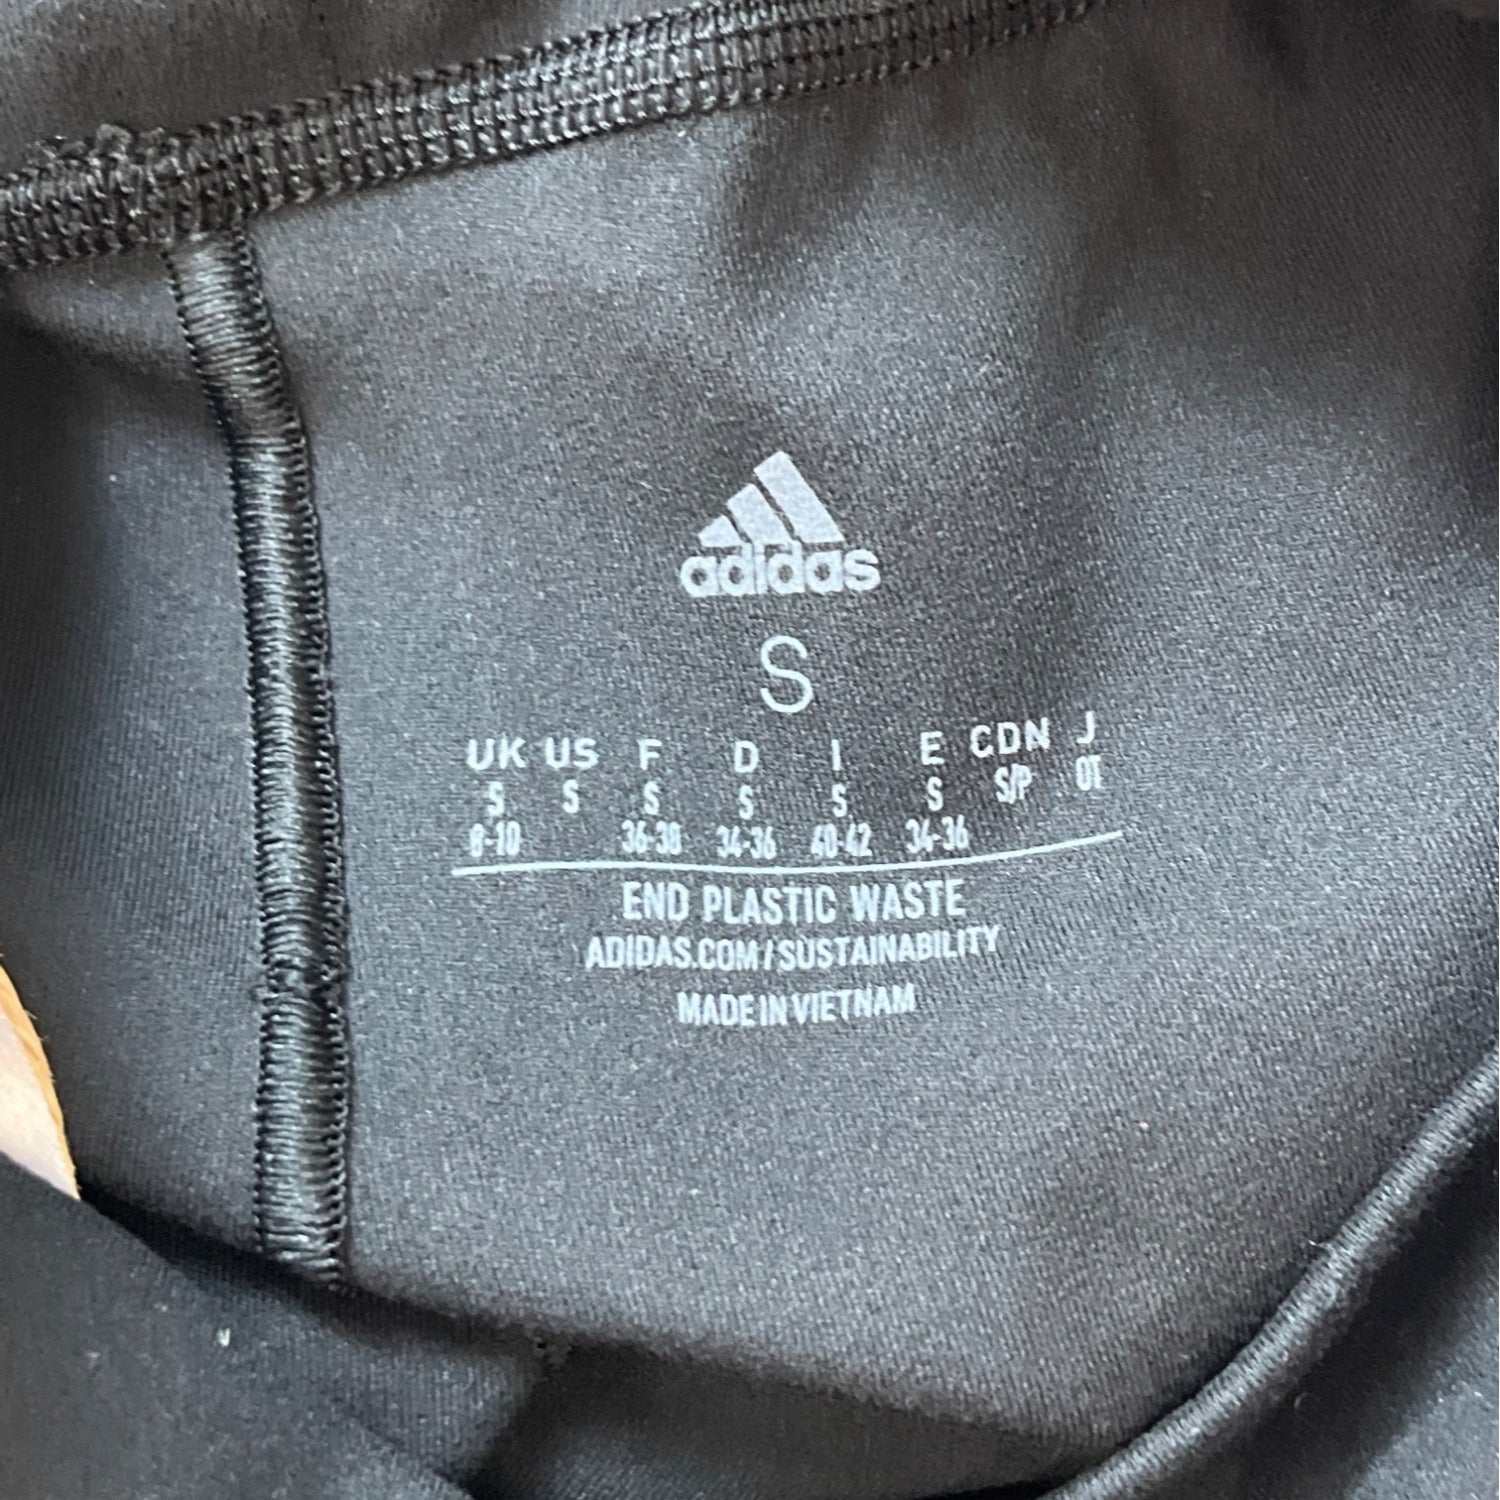 adidas
S
UK US F D I E CDN J
S S S S S S S/P OT
8-10 36-38 34-36 40-42 34-36
END PLASTIC WASTE
ADIDAS.COM/SUSTAINABILITY
MADE IN VIETNAM